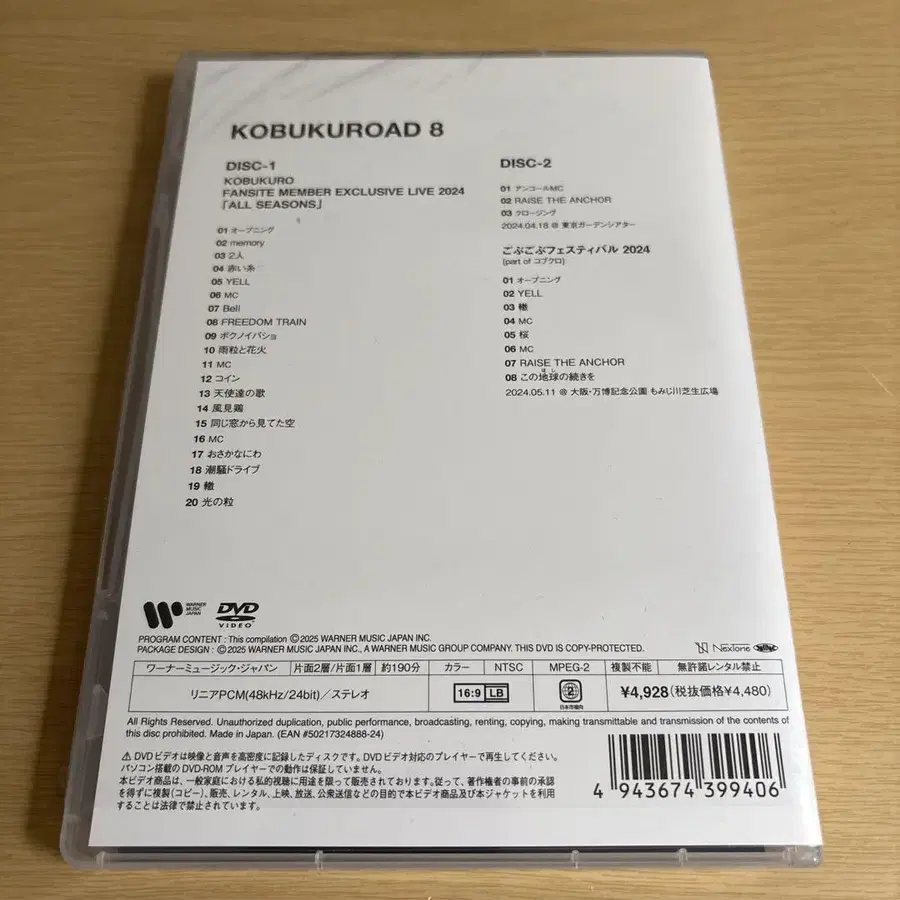 KOBUKUROAD 8
DISC-1
KOBUKURO
FANSITE MEMBER EXCLUSIVE LIVE 2024
「ALL SEASONS」
01 オープニング
02 memory
03 2人
04 赤い糸
05 YELL
06 MC
07 Bell
08 FREEDOM TRAIN
09 ボクノイバショ
10 雨粒と花火
11 MC
12 コイン
13 天使達の歌
14 風見鶏
15 同じ窓から見てた空
16 MC
17 おさかなにわ
18 潮騒ドライブ
19 轍
20 光の粒
DISC-2
01 アンコールMC
02 RAISE THE ANCHOR
03 クロージング
2024.04.18 @ 東京ガーデンシアター
ごぶごぶフェスティバル 2024
(part of コブクロ)
01 オープニング
02 YELL
03 轍
04 MC
05 桜
06 MC
07 RAISE THE ANCHOR
ほし
08 この地球の続きを
2024.05.11 @ 大阪・万博記念公園 もみじ川芝生広場
WARNER MUSIC JAPAN
DVD VIDEO
PROGRAM CONTENT : This compilation Ⓒ2025 WARNER MUSIC JAPAN INC.
PACKAGE DESIGN : Ⓒ2025 WARNER MUSIC JAPAN INC., A WARNER MUSIC GROUP COMPANY. THIS DVD IS COPY-PROTECTED.
NexTone
ワーナーミュージック・ジャパン 片面2層/片面1層 約190分 カラー NTSC MPEG-2 複製不能 無許諾レンタル禁止
リニアPCM(48kHz/24bit)/ステレオ 16:9 LB 2 日本市場向 ¥4,928(税抜価格¥4,480)
All Rights Reserved. Unauthorized duplication, public performance, broadcasting, renting, copying, making transmittable and transmission of the contents of
this disc prohibited. Made in Japan. (EAN #50217324888-24)
⚠ DVDビデオは映像と音声を高密度に記録したディスクです。DVDビデオ対応のプレイヤーで再生してください。
パソコン搭載のDVD-ROMプレイヤーでの動作は保証していません。
本ビデオ商品は、一般家庭における私的視聴に用途を限って販売されております。従って、著作権者の事前の承認
を得ずに複製(コピー)、販売、レンタル、上映、放送、公衆送信などの目的で本ビデオ商品及び本ジャケットを利用
することは法律で禁止されています。
4 943674 399406